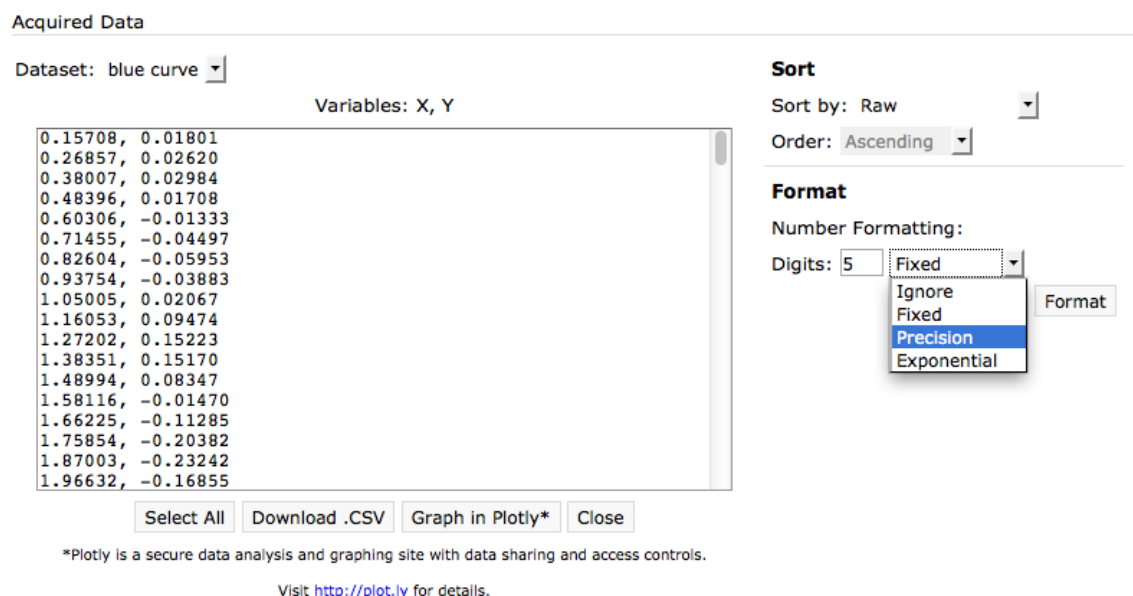 Acquired Data
Dataset: blue curve
Variables: X, Y
0.15708, 0.01801
0.26857, 0.02620
0.38007, 0.02984
0.48396, 0.01708
0.60306, -0.01333
0.71455, -0.04497
0.82604, -0.05953
0.93754, -0.03883
1.05005, 0.02067
1.16053, 0.09474
1.27202, 0.15223
1.38351, 0.15170
1.48994, 0.08347
1.58116, -0.01470
1.66225, -0.11285
1.75854, -0.20382
1.87003, -0.23242
1.96632, -0.16855
Select All
Download .CSV
Graph in Plotly*
Close
*Plotly is a secure data analysis and graphing site with data sharing and access controls.
Visit http://plot.ly for details.
Sort
Sort by: Raw
Order: Ascending
Format
Number Formatting:
Digits: 5 Fixed
Ignore
Fixed
Precision
Exponential
Format